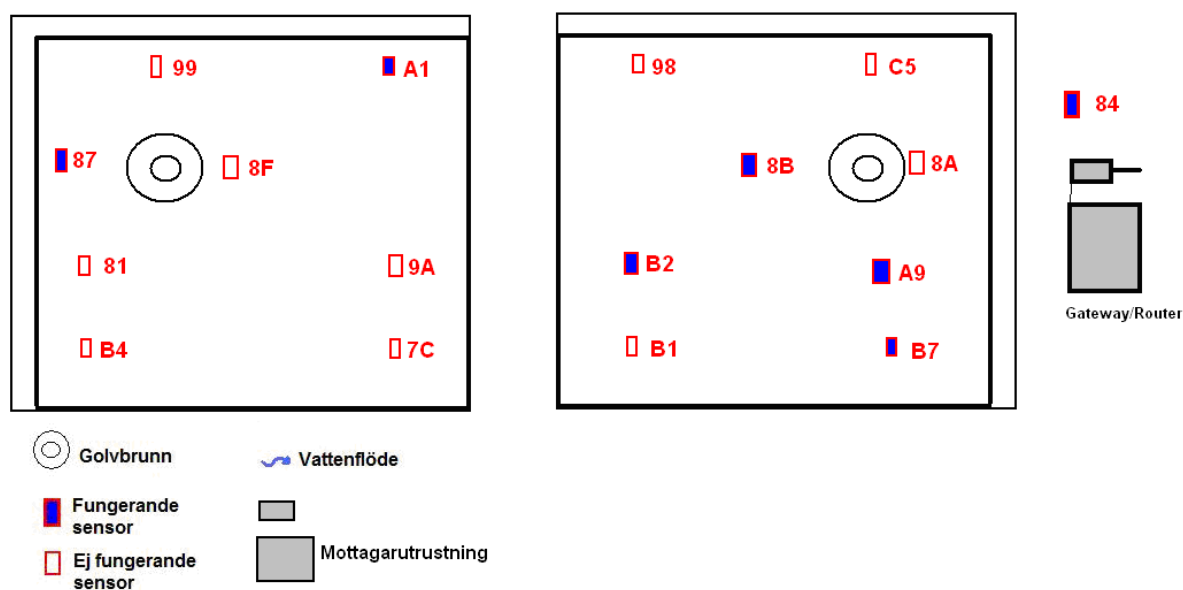 99
A1
87
8F
81
9A
B4
7C
98
C5
8B
8A
B2
A9
B1
B7
84
Gateway/Router
Golvbrunn
Vattenflöde
Fungerande
sensor
Ej fungerande
sensor
Mottagarutrustning